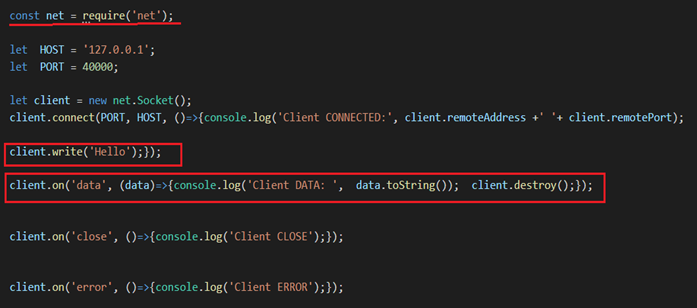 const net = require('net');
let  HOST = '127.0.0.1';
let  PORT = 40000;
let client = new net.Socket();
client.connect(PORT, HOST, ()=>{console.log('Client CONNECTED:', client.remoteAddress +' '+ client.remotePort);
client.write('Hello');});
client.on('data', (data)=>{console.log('Client DATA: ',  data.toString());  client.destroy();});
client.on('close', ()=>{console.log('Client CLOSE');});
client.on('error', ()=>{console.log('Client ERROR');});